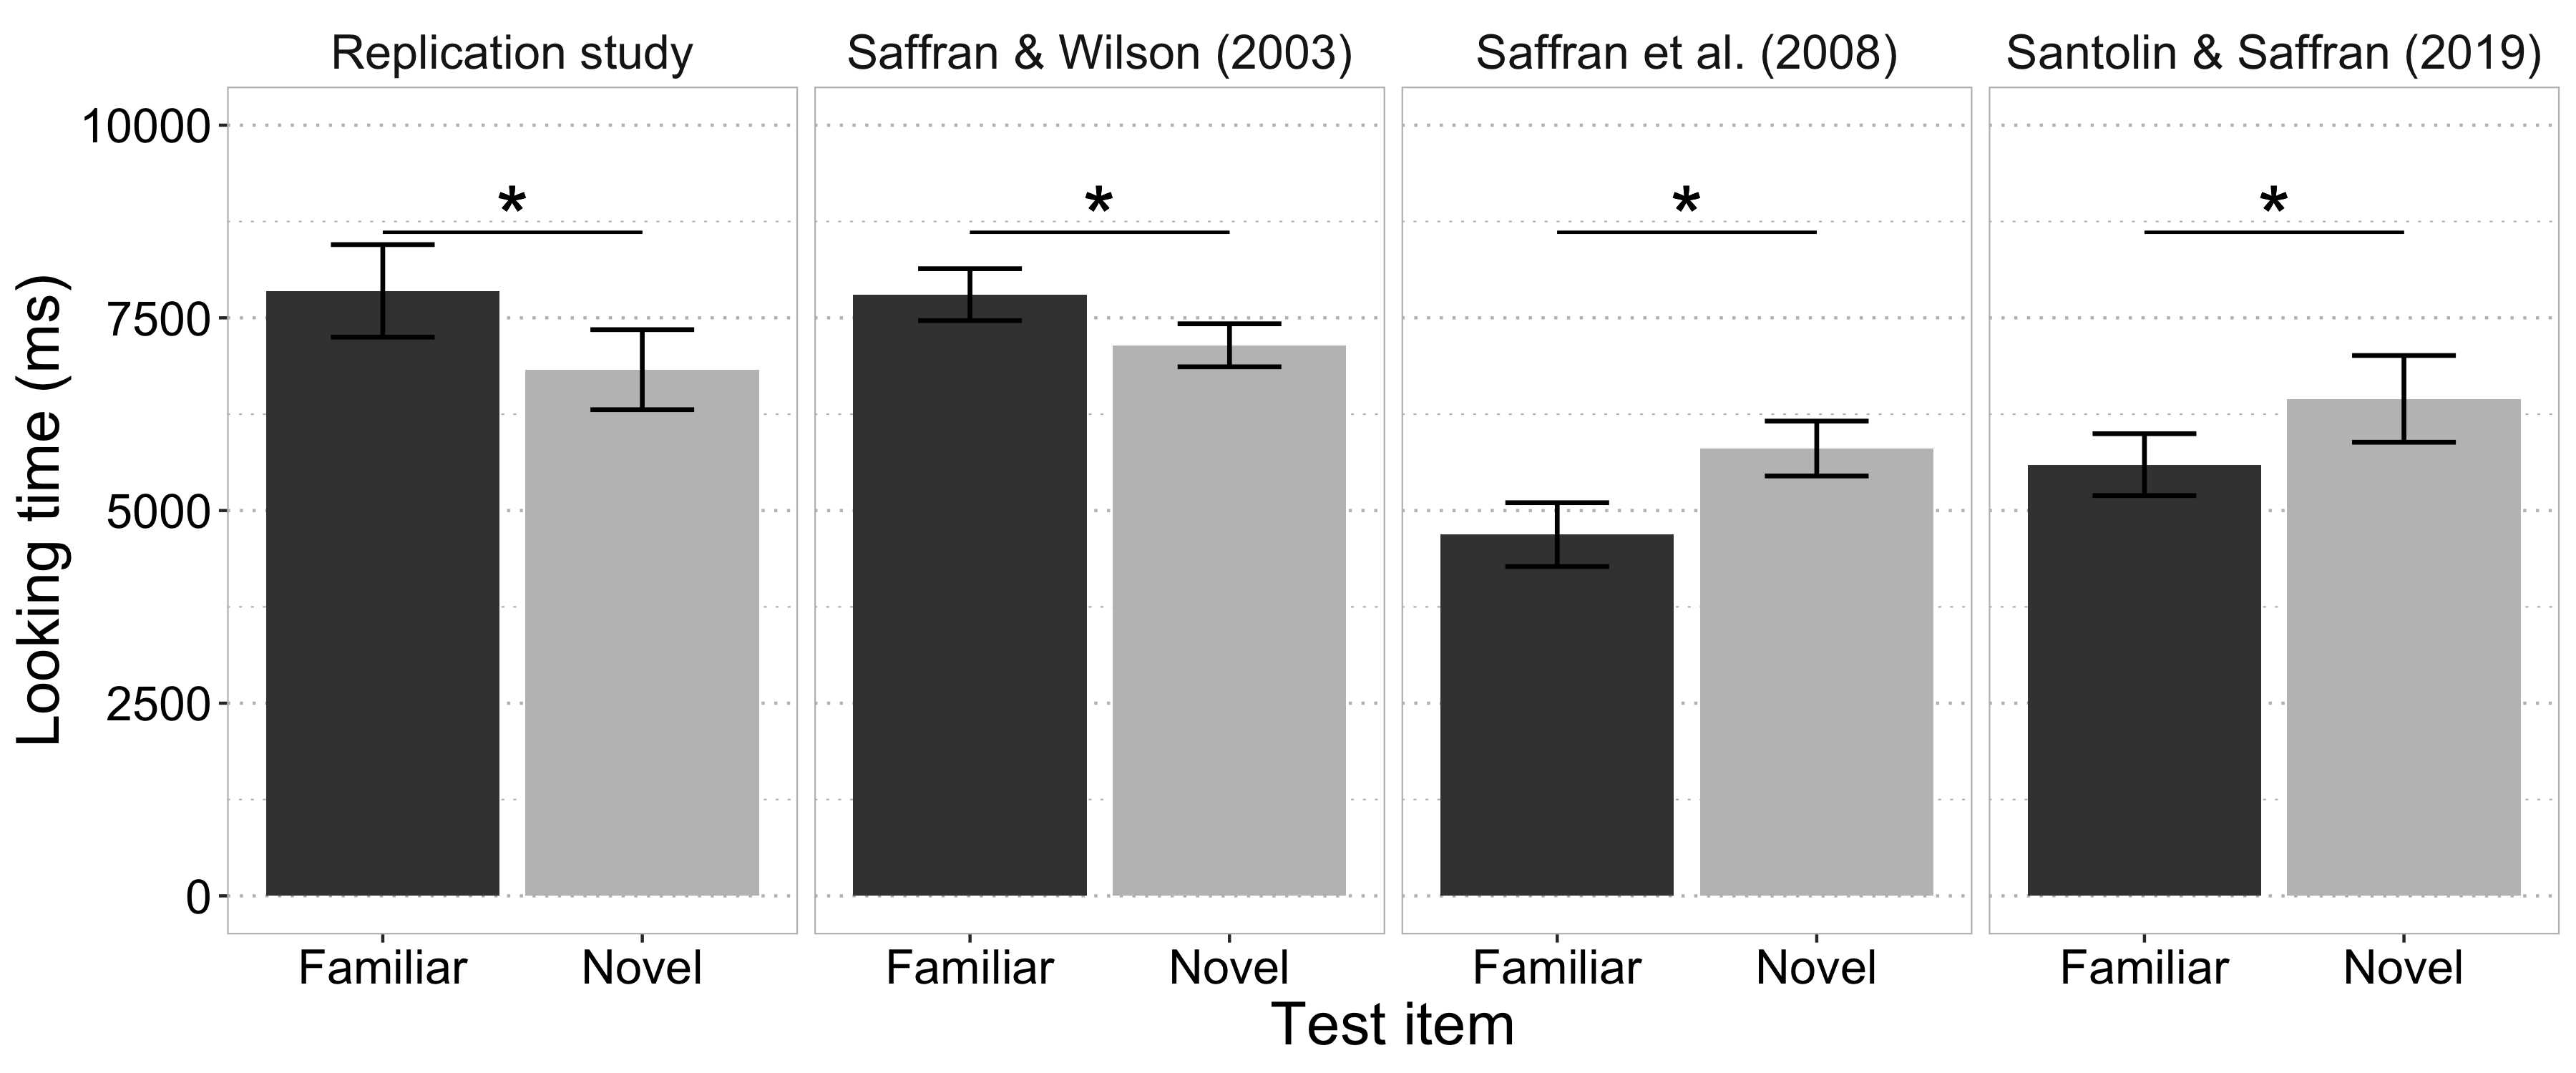 Replication study
Saffran & Wilson (2003)
Saffran et al. (2008)
Santolin & Saffran (2019)
Looking time (ms)
10000
7500
5000
2500
0
*
*
*
*
Familiar
Novel
Familiar
Novel
Familiar
Novel
Familiar
Novel
Test item